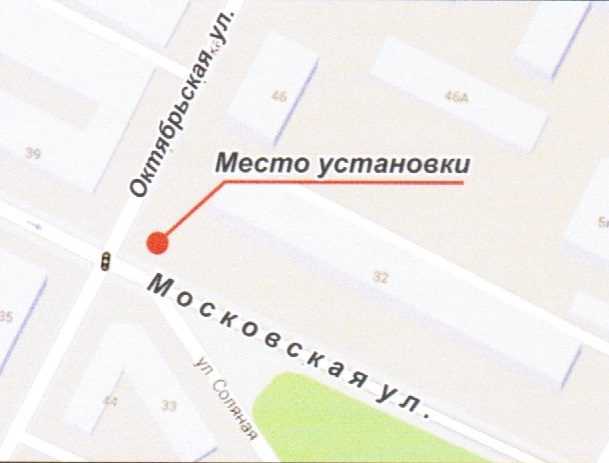 Октябрьская ул.
46
46А
39
Место установки
32
Московская ул.
35
ул. Соляная
44
33